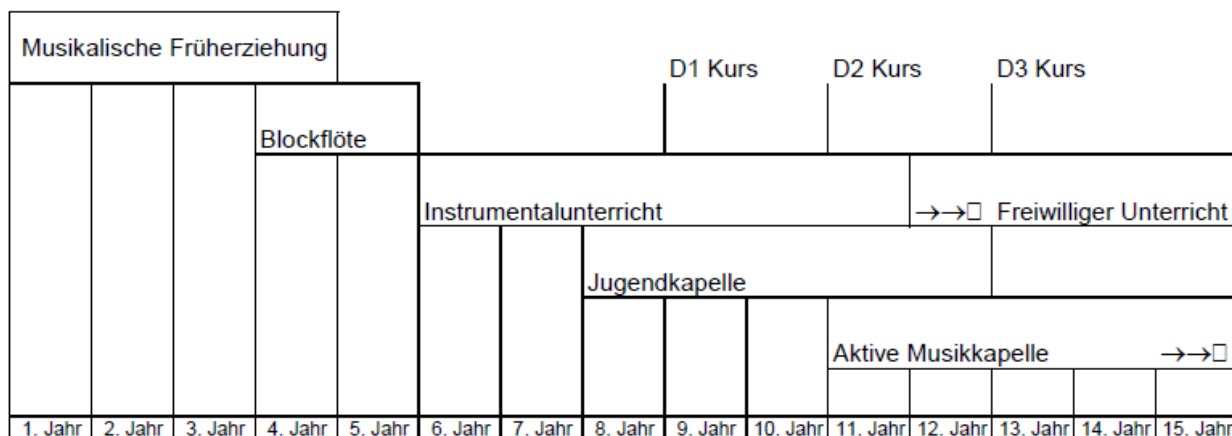 Musikalische Früherziehung
D1 Kurs D2 Kurs D3 Kurs
Blockflöte
Instrumentalunterricht →→□ Freiwilliger Unterricht
Jugendkapelle
Aktive Musikkapelle →→□
1. Jahr 2. Jahr 3. Jahr 4. Jahr 5. Jahr 6. Jahr 7. Jahr 8. Jahr 9. Jahr 10. Jahr 11. Jahr 12. Jahr 13. Jahr 14. Jahr 15. Jahr